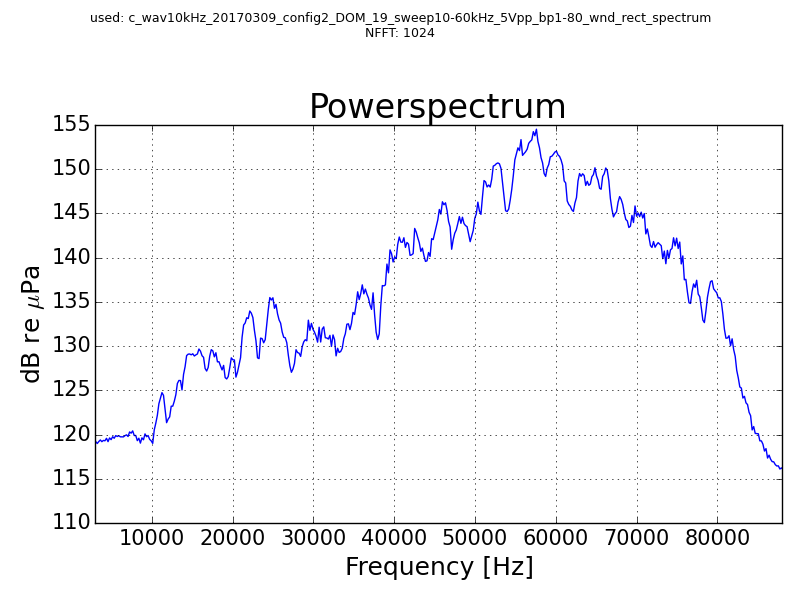 used: c_wav10kHz_20170309_config2_DOM_19_sweep10-60kHz_5Vpp_bp1-80_wnd_rect_spectrum
NFFT: 1024
Powerspectrum
155
150
145
140
135
130
125
120
115
110
dB re μPa
10000 20000 30000 40000 50000 60000 70000 80000
Frequency [Hz]